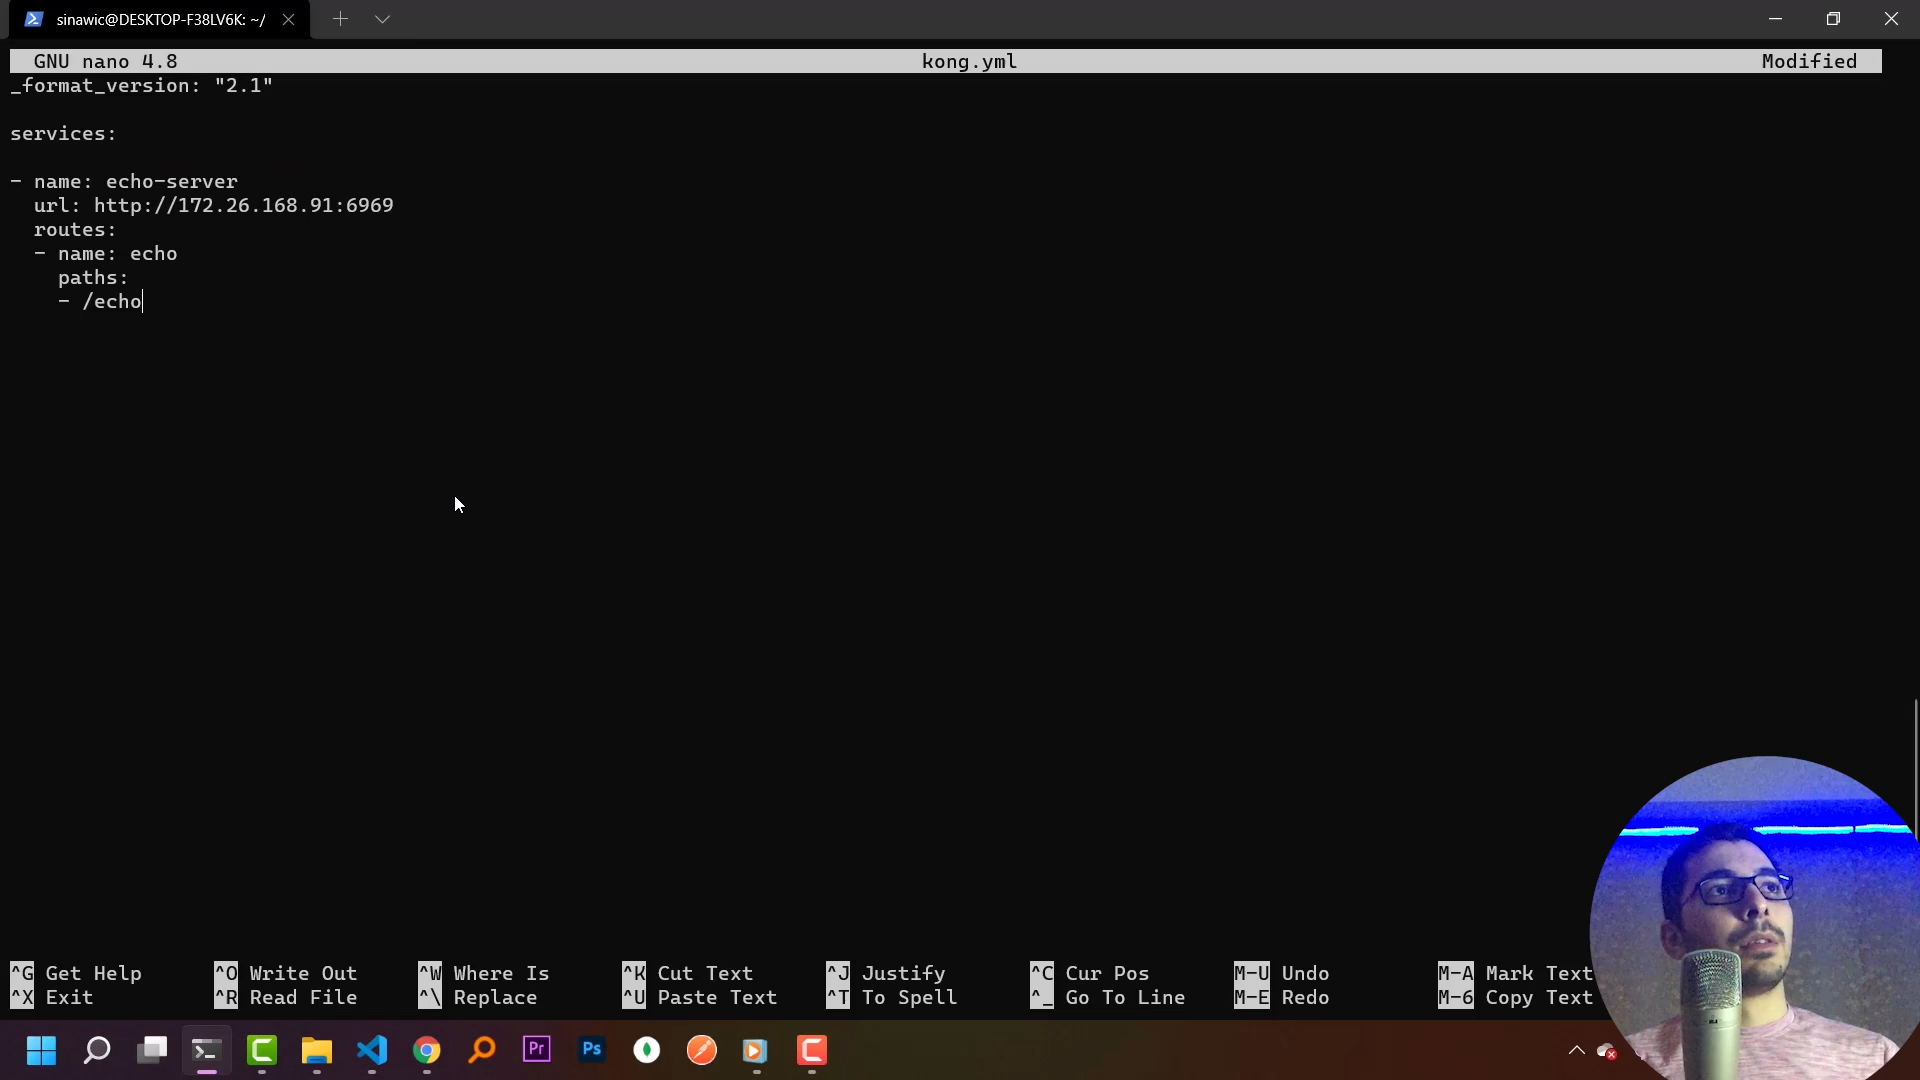 sinawic@DESKTOP-F38LV6K: ~/
GNU nano 4.8 kong.yml Modified
_format_version: "2.1"
services:
- name: echo-server
url: http://172.26.168.91:6969
routes:
- name: echo
paths:
- /echo
^G Get Help ^O Write Out ^W Where Is ^K Cut Text ^J Justify ^C Cur Pos M-U Undo M-A Mark Text
^X Exit ^R Read File ^\ Replace ^U Paste Text ^T To Spell ^_ Go To Line M-E Redo M-6 Copy Text
Pr
Ps